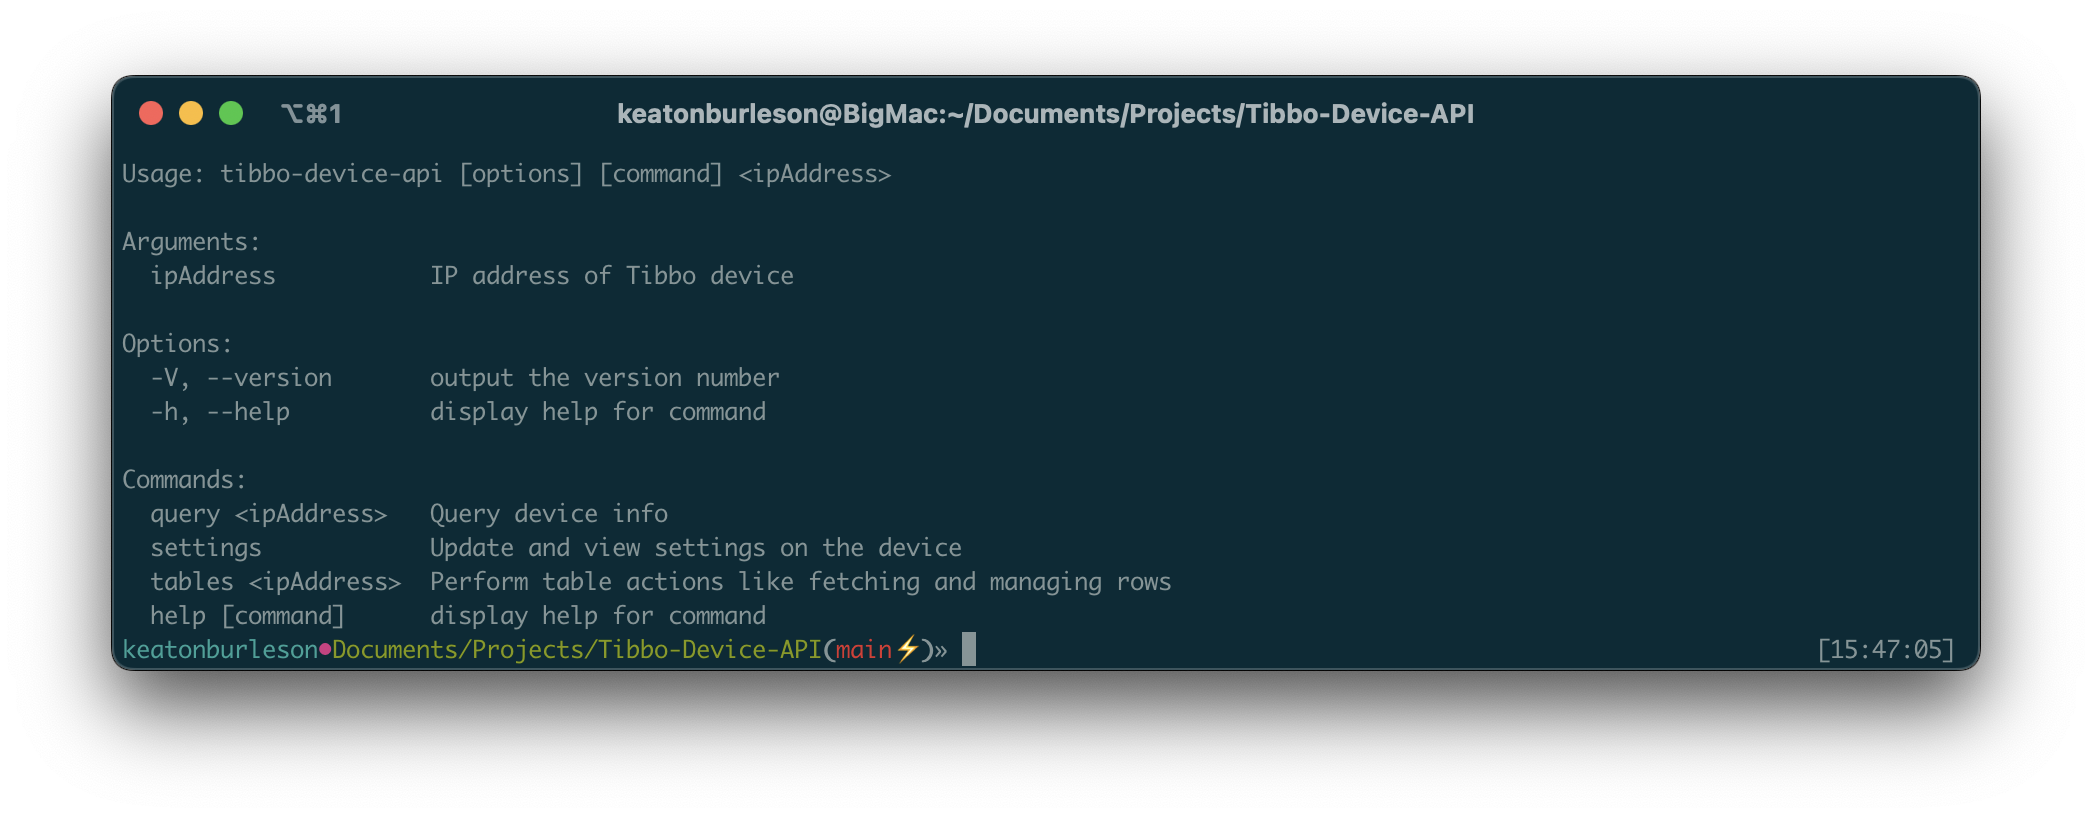 ⌥⌘1 keatonburleson@BigMac:~/Documents/Projects/Tibbo-Device-API
Usage: tibbo-device-api [options] [command] <ipAddress>
Arguments:
ipAddress IP address of Tibbo device
Options:
-V, --version output the version number
-h, --help display help for command
Commands:
query <ipAddress> Query device info
settings Update and view settings on the device
tables <ipAddress> Perform table actions like fetching and managing rows
help [command] display help for command
keatonburleson●Documents/Projects/Tibbo-Device-API(main⚡)» [15:47:05]